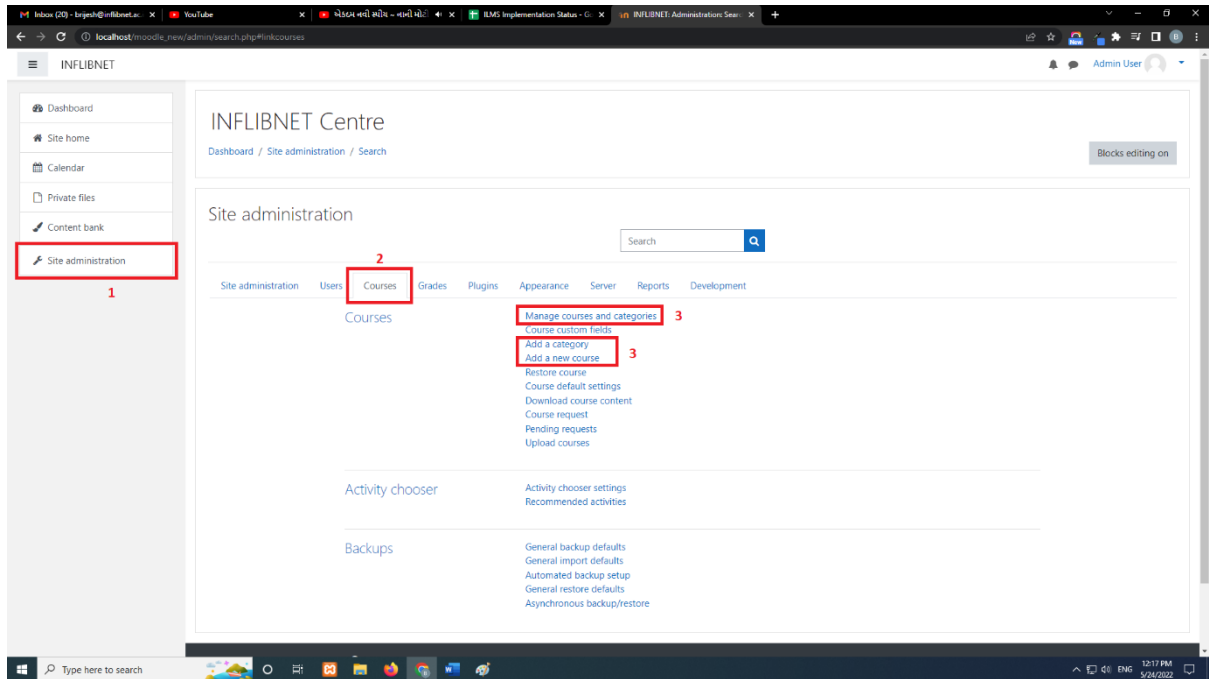 Inbox (20) - brijesh@inflibnet.ac.
YouTube
એકદમ નવી સ્પીચ – નાની મોટી
ILMS Implementation Status - Go
INFLIBNET: Administration: Searc
localhost/moodle_new/admin/search.php#linkcourses
New
B
INFLIBNET
Admin User
Dashboard
Site home
Calendar
Private files
Content bank
Site administration
1
INFLIBNET Centre
Dashboard / Site administration / Search
Blocks editing on
Site administration
Search
2
Site administration Users Courses Grades Plugins Appearance Server Reports Development
Courses
Manage courses and categories 3
Course custom fields
Add a category
Add a new course 3
Restore course
Course default settings
Download course content
Course request
Pending requests
Upload courses
Activity chooser
Activity chooser settings
Recommended activities
Backups
General backup defaults
General import defaults
Automated backup setup
General restore defaults
Asynchronous backup/restore
Type here to search
ENG
12:17 PM
5/24/2022